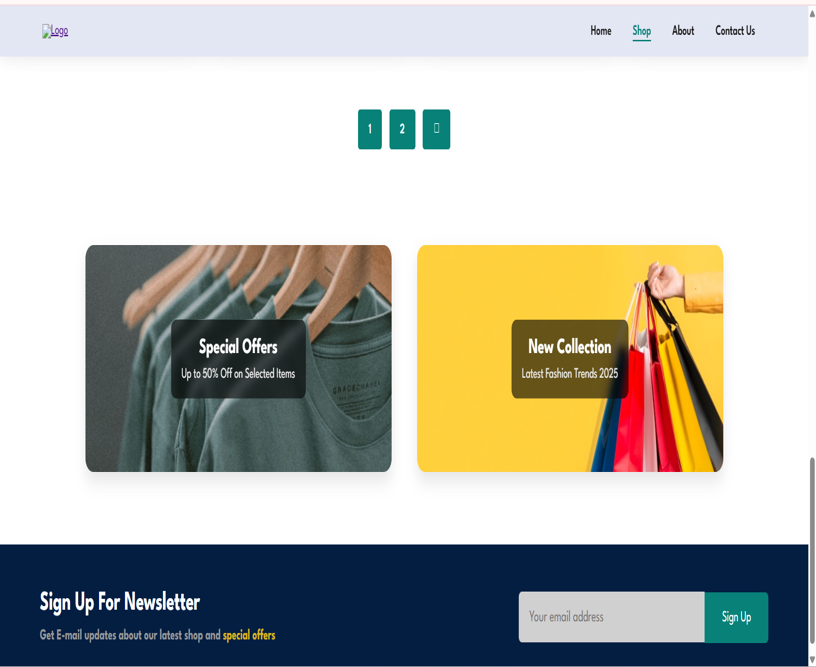 Logo
Home Shop About Contact Us
1 2
Special Offers
Up to 50% Off on Selected Items
New Collection
Latest Fashion Trends 2025
Sign Up For Newsletter
Get E-mail updates about our latest shop and special offers
Your email address
Sign Up